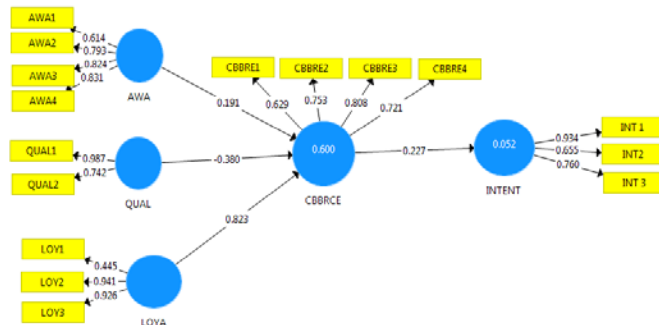 AWA1
AWA2
AWA3
AWA4
0.614
0.793
0.824
0.831
AWA
0.191
CBBRE1
CBBRE2
CBBRE3
CBBRE4
0.629
0.753
0.808
0.721
0.600
CBBRCE
0.227
0.052
INTENT
INT 1
INT2
INT 3
0.934
0.655
0.760
QUAL1
QUAL2
0.987
0.742
QUAL
-0.380
LOY1
LOY2
LOY3
0.445
0.941
0.926
LOYA
0.823